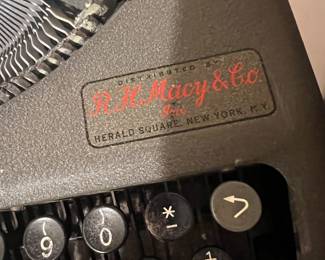 DISTRIBUTED BY
R.H. Macy & Co.
Inc.
HERALD SQUARE, NEW YORK, N.Y.
9 0 * -